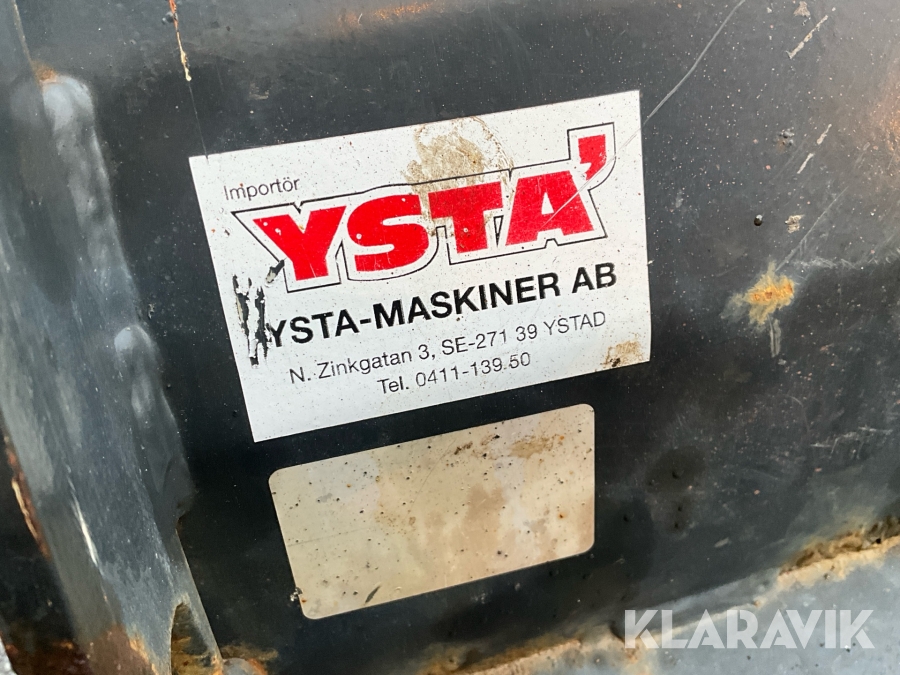 Importör
YSTA'
YSTA-MASKINER AB
N. Zinkgatan 3, SE-271 39 YSTAD
Tel. 0411-139.50
KLARAVIK